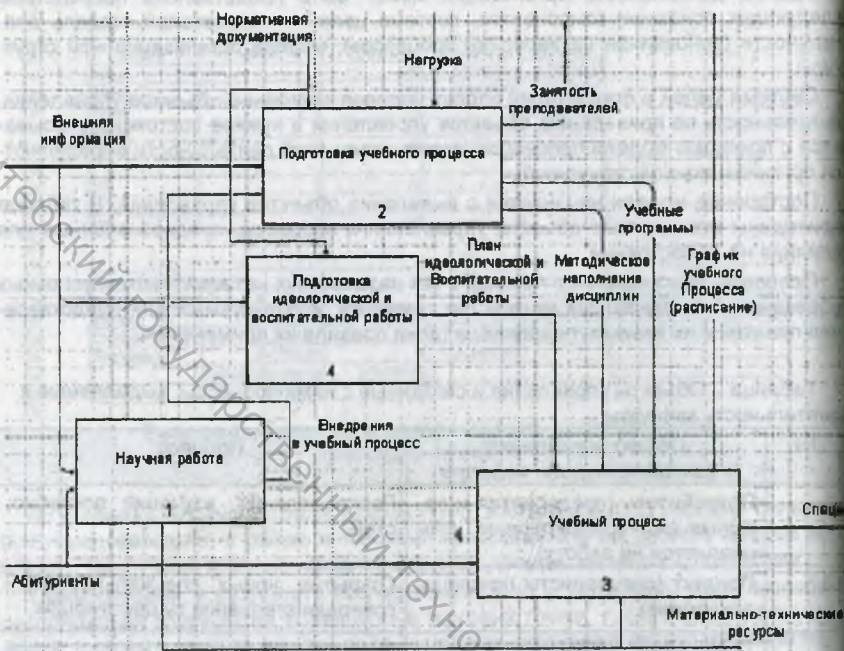 Нормативная
документация
Нагрузка
Занятость
преподавателей
Внешняя
информация
Подготовка учебного процесса
2
Учебные
программы
План
идеологической и
Воспитательной
работы
Методическое
наполнение
дисциплин
График
учебного
Процесса
(расписание)
Подготовка
идеологической и
воспитательной работы
4
Внедрения
в учебный процесс
Научная работа
1
Учебный процесс
3
Абитуриенты
Материально-технические
ресурсы
государственный